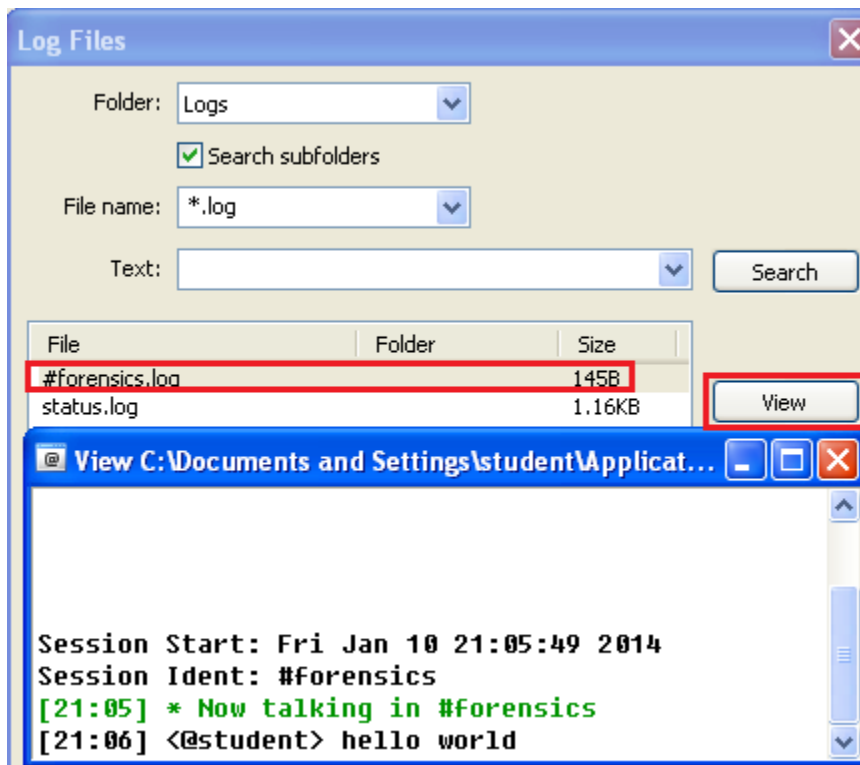 Log Files
Folder: Logs
Search subfolders
File name: *.log
Text:
Search
File Folder Size
#forensics.log 145B
status.log 1.16KB
View
View C:\Documents and Settings\student\Applicat...
Session Start: Fri Jan 10 21:05:49 2014
Session Ident: #forensics
[21:05] * Now talking in #forensics
[21:06] <@student> hello world